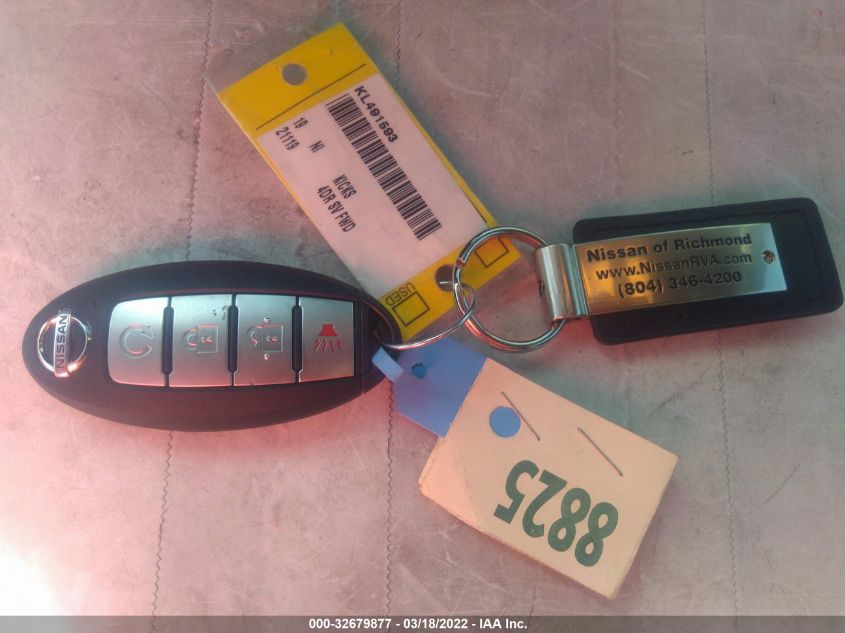 KL491593
19 NI
21119
KICKS
4DR SV FWD
USED
Nissan of Richmond
www.NissanRVA.com
(804) 346-4200
NISSAN
8825
000-32679877 - 03/18/2022 - IAA Inc.